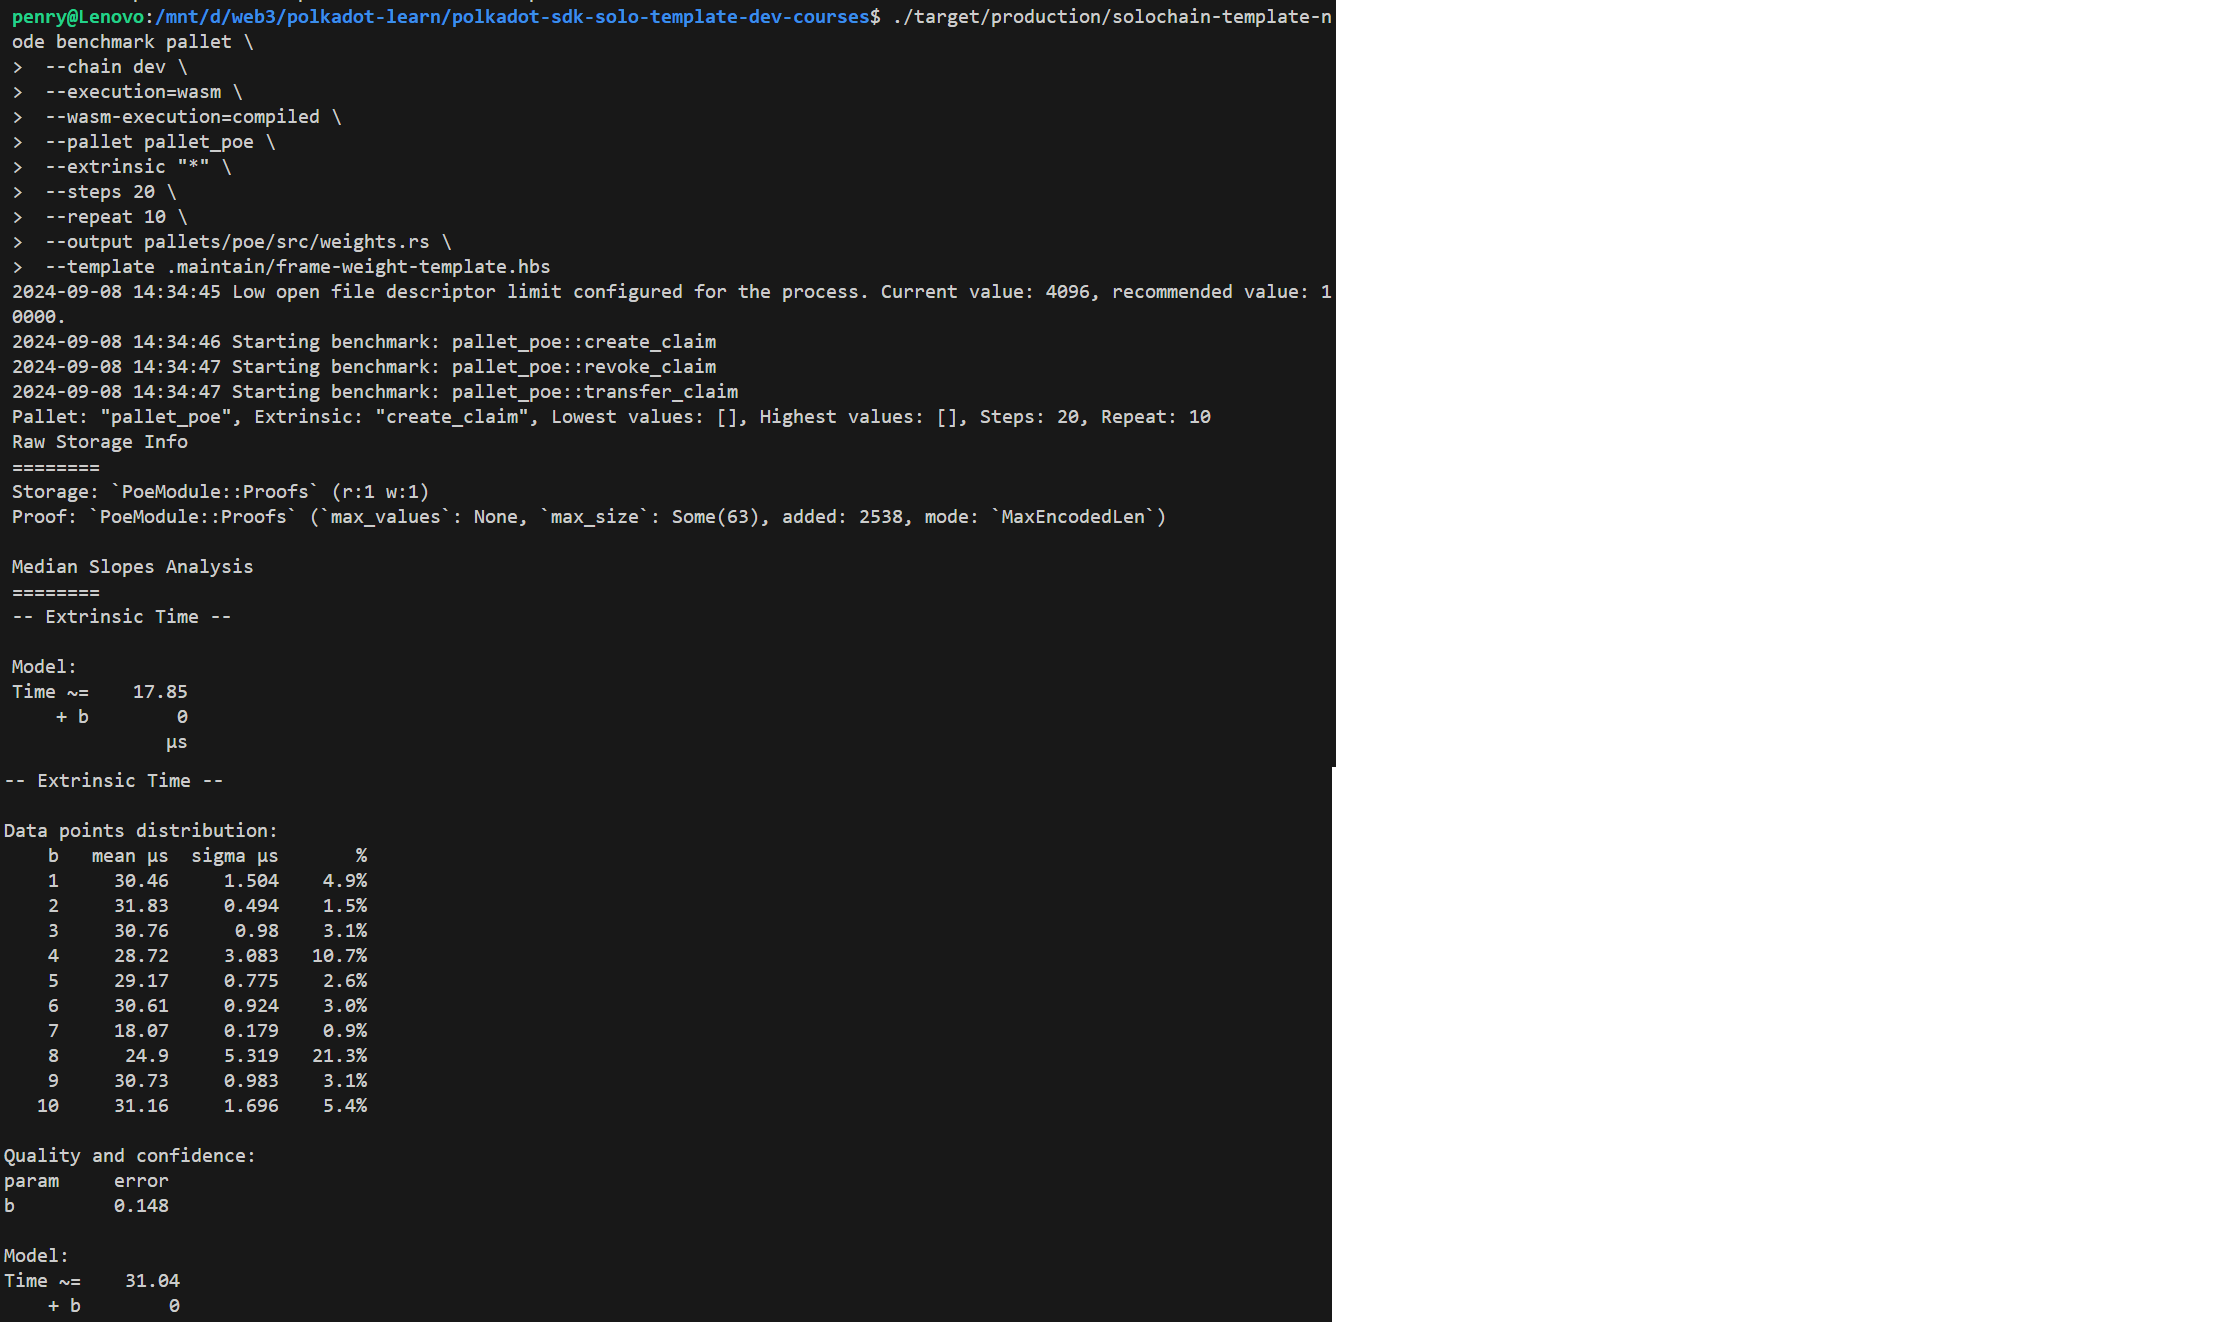 penry@Lenovo:/mnt/d/web3/polkadot-learn/polkadot-sdk-solo-template-dev-courses$ ./target/production/solochain-template-n
ode benchmark pallet \
>  --chain dev \
>  --execution=wasm \
>  --wasm-execution=compiled \
>  --pallet pallet_poe \
>  --extrinsic "*" \
>  --steps 20 \
>  --repeat 10 \
>  --output pallets/poe/src/weights.rs \
>  --template .maintain/frame-weight-template.hbs
2024-09-08 14:34:45 Low open file descriptor limit configured for the process. Current value: 4096, recommended value: 1
0000.
2024-09-08 14:34:46 Starting benchmark: pallet_poe::create_claim
2024-09-08 14:34:47 Starting benchmark: pallet_poe::revoke_claim
2024-09-08 14:34:47 Starting benchmark: pallet_poe::transfer_claim
Pallet: "pallet_poe", Extrinsic: "create_claim", Lowest values: [], Highest values: [], Steps: 20, Repeat: 10
Raw Storage Info
========
Storage: `PoeModule::Proofs` (r:1 w:1)
Proof: `PoeModule::Proofs` (`max_values`: None, `max_size`: Some(63), added: 2538, mode: `MaxEncodedLen`)
Median Slopes Analysis
========
-- Extrinsic Time --
Model:
Time ~=    17.85
    + b        0
              µs
-- Extrinsic Time --
Data points distribution:
    b   mean µs  sigma µs       %
    1     30.46     1.504    4.9%
    2     31.83     0.494    1.5%
    3     30.76      0.98    3.1%
    4     28.72     3.083   10.7%
    5     29.17     0.775    2.6%
    6     30.61     0.924    3.0%
    7     18.07     0.179    0.9%
    8      24.9     5.319   21.3%
    9     30.73     0.983    3.1%
   10     31.16     1.696    5.4%
Quality and confidence:
param     error
b         0.148
Model:
Time ~=    31.04
    + b        0